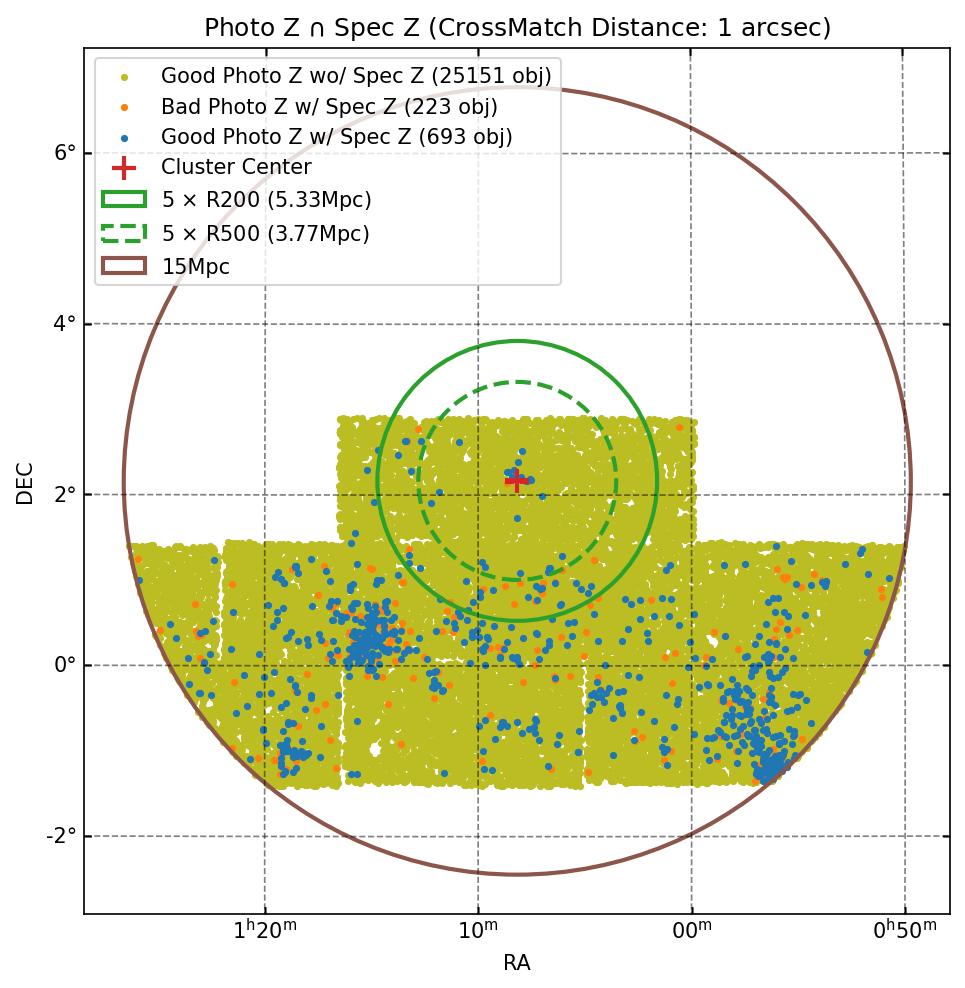 Photo Z ∩ Spec Z (CrossMatch Distance: 1 arcsec)
Good Photo Z wo/ Spec Z (25151 obj)
Bad Photo Z w/ Spec Z (223 obj)
Good Photo Z w/ Spec Z (693 obj)
Cluster Center
5 × R200 (5.33Mpc)
5 × R500 (3.77Mpc)
15Mpc
6°
4°
2°
0°
-2°
DEC
1ʰ20ᵐ 10ᵐ 00ᵐ 0ʰ50ᵐ
RA